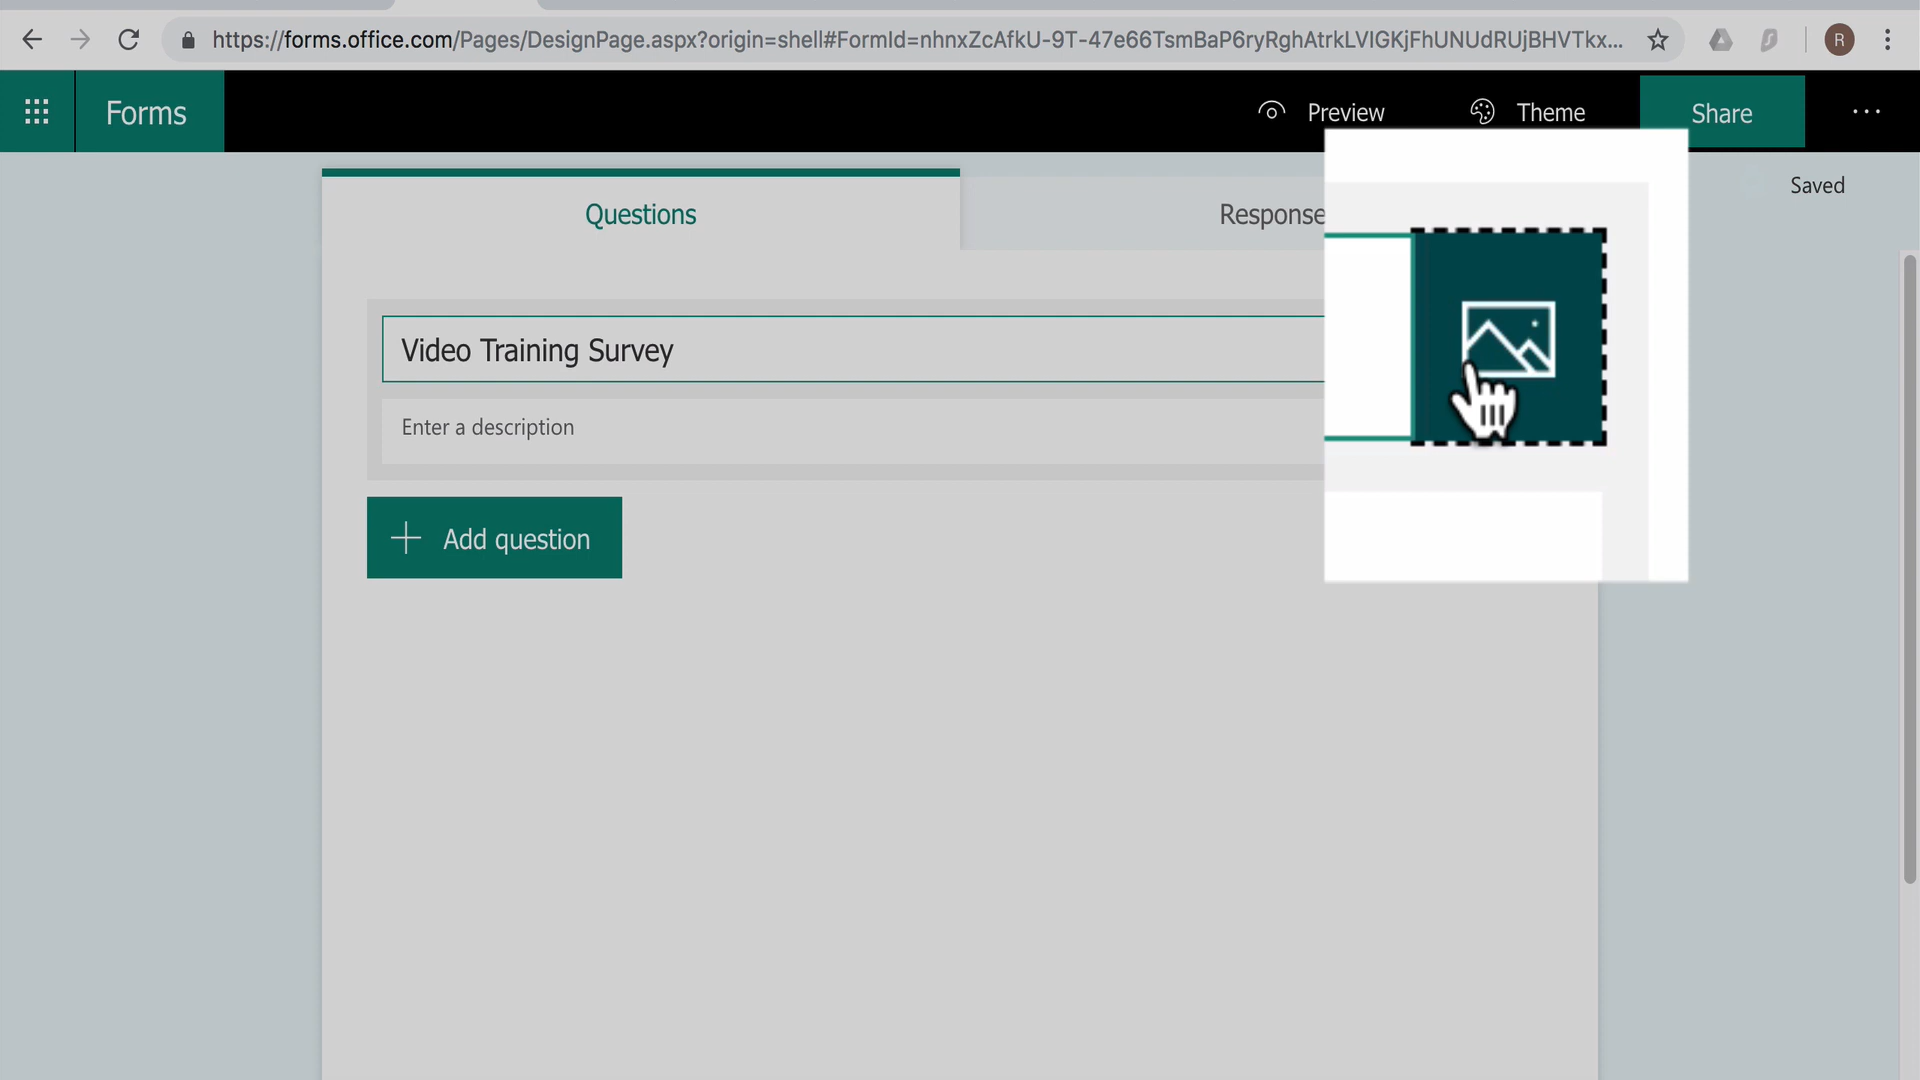 https://forms.office.com/Pages/DesignPage.aspx?origin=shell#FormId=nhnxZcAfkU-9T-47e66TsmBaP6ryRghAtrkLVIGKjFhUNUdRUjBHVTkx...
R
Forms
Preview
Theme
Share
...
Saved
Questions
Response
Video Training Survey
Enter a description
Add question